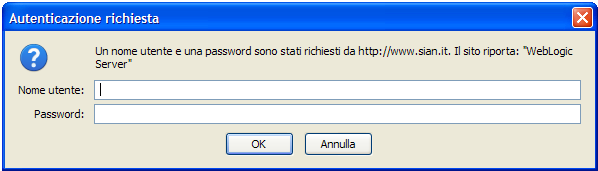 Autenticazione richiesta
Un nome utente e una password sono stati richiesti da http://www.sian.it. Il sito riporta: "WebLogic
Server"
Nome utente:
Password:
OK Annulla